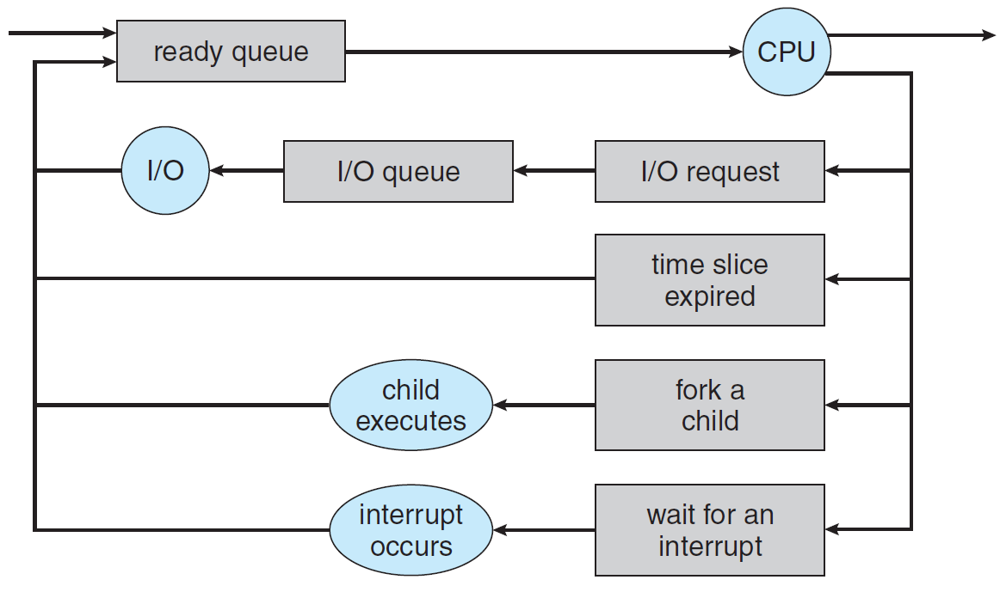 ready queue
CPU
I/O
I/O queue
I/O request
time slice
expired
child
executes
fork a
child
interrupt
occurs
wait for an
interrupt